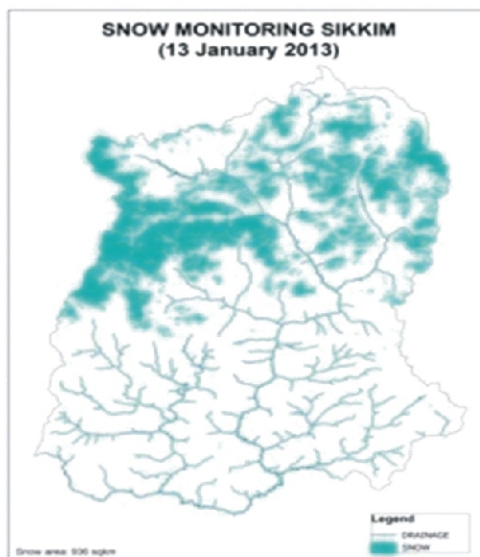 SNOW MONITORING SIKKIM
(13 January 2013)
Legend
DRAINAGE
SNOW
Snow area: 936 sqkm